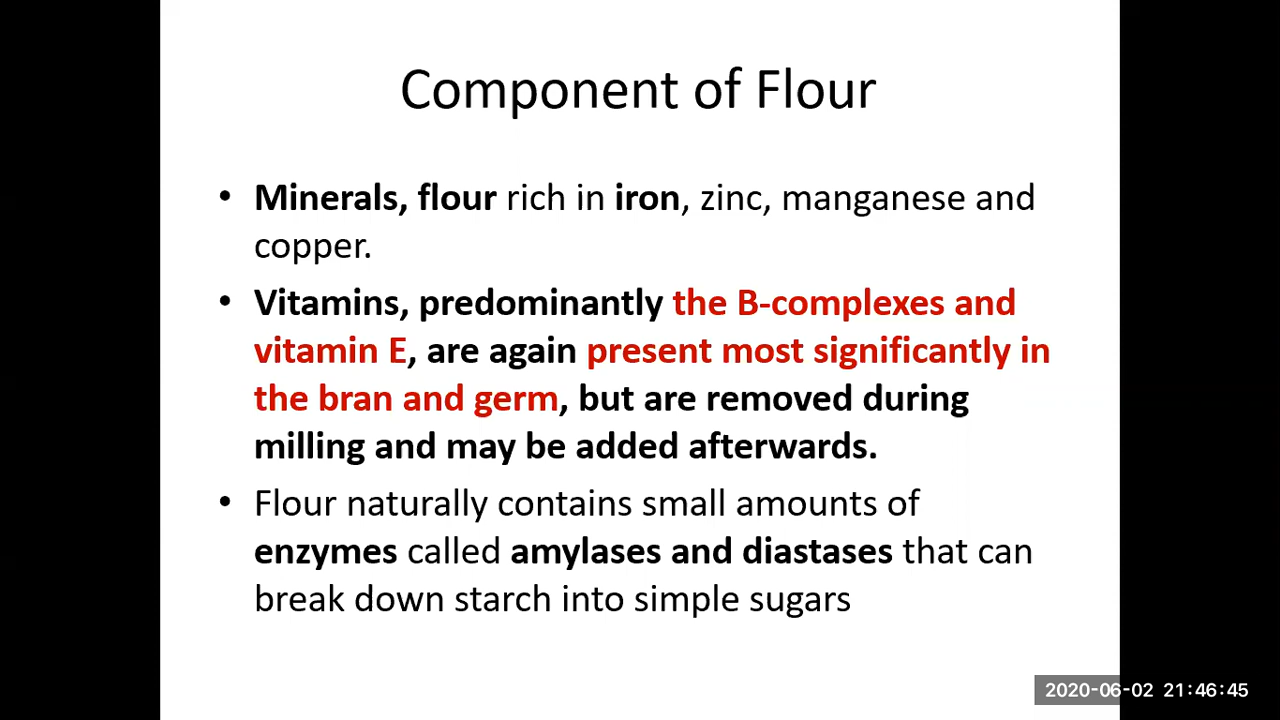 Component of Flour
• Minerals, flour rich in iron, zinc, manganese and
copper.
• Vitamins, predominantly the B-complexes and
vitamin E, are again present most significantly in
the bran and germ, but are removed during
milling and may be added afterwards.
• Flour naturally contains small amounts of
enzymes called amylases and diastases that can
break down starch into simple sugars
2020-06-02 21:46:45